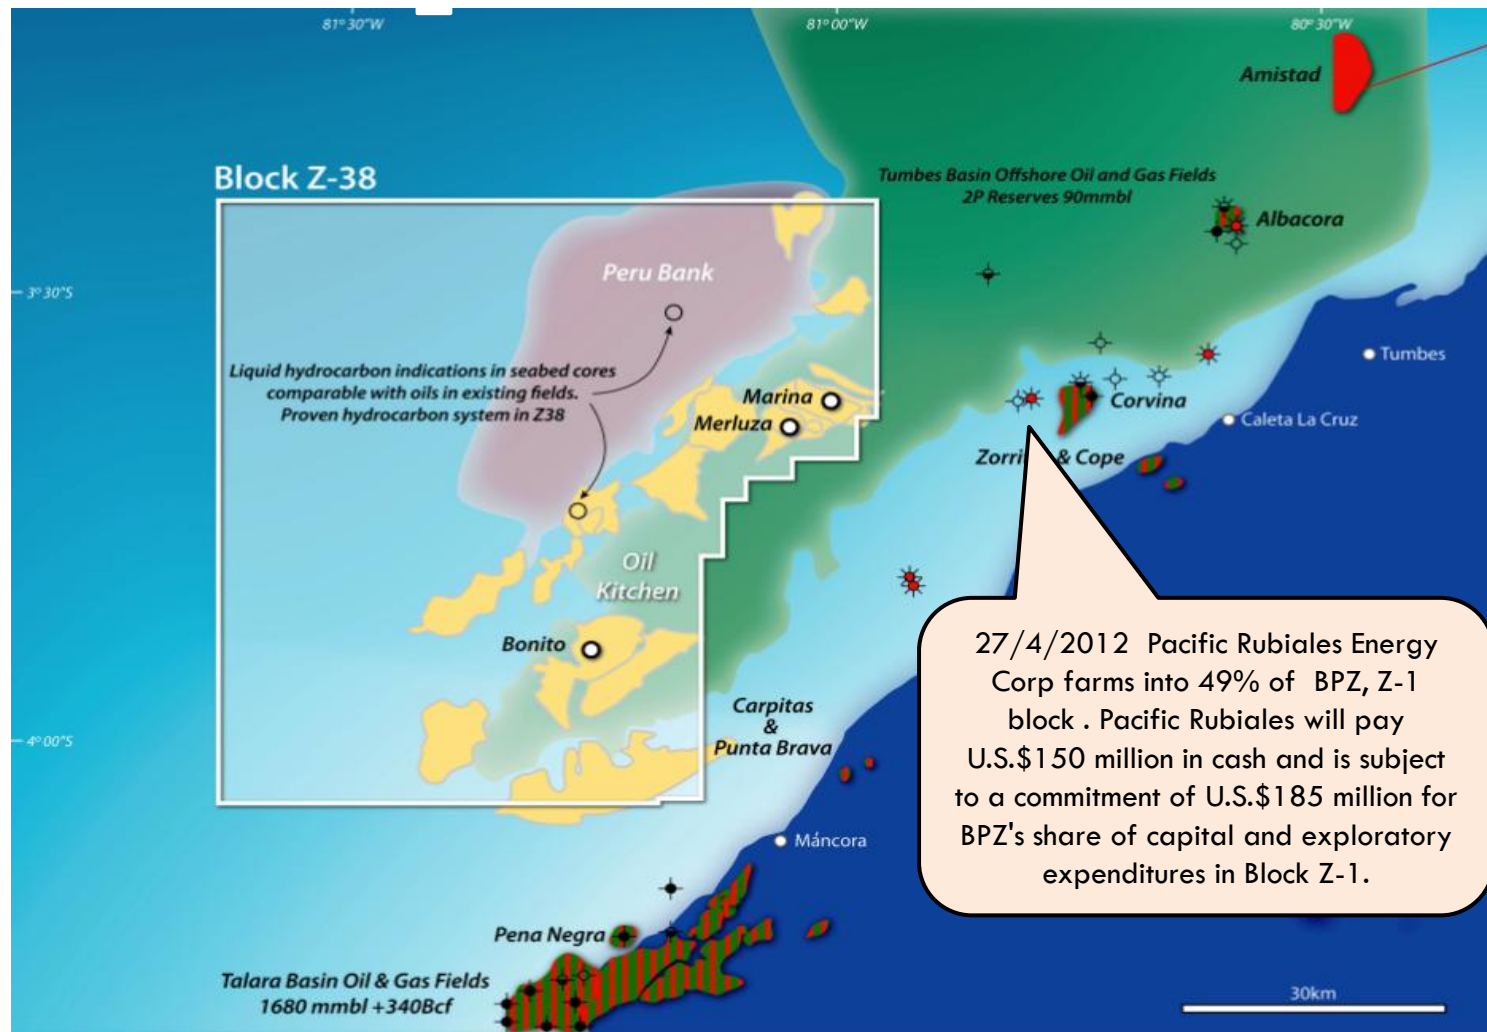 81° 30"W
81° 00"W
80° 30"W
Amistad
Block Z-38
Tumbes Basin Offshore Oil and Gas Fields
2P Reserves 90mmbl
Albacora
Peru Bank
3° 30"S
Tumbes
Liquid hydrocarbon indications in seabed cores
comparable with oils in existing fields.
Proven hydrocarbon system in Z38
Marina
Merluza
Corvina
Caleta La Cruz
& Cope
Oil
Kitchen
Bonito
27/4/2012 Pacific Rubiales Energy
Corp farms into 49% of BPZ, Z-1
block . Pacific Rubiales will pay
U.S.$150 million in cash and is subject
to a commitment of U.S.$185 million for
BPZ's share of capital and exploratory
expenditures in Block Z-1.
Carpitas
&
Punta Brava
4° 00"S
Máncora
Pena Negra
Talara Basin Oil & Gas Fields
1680 mmbl +340Bcf
30km